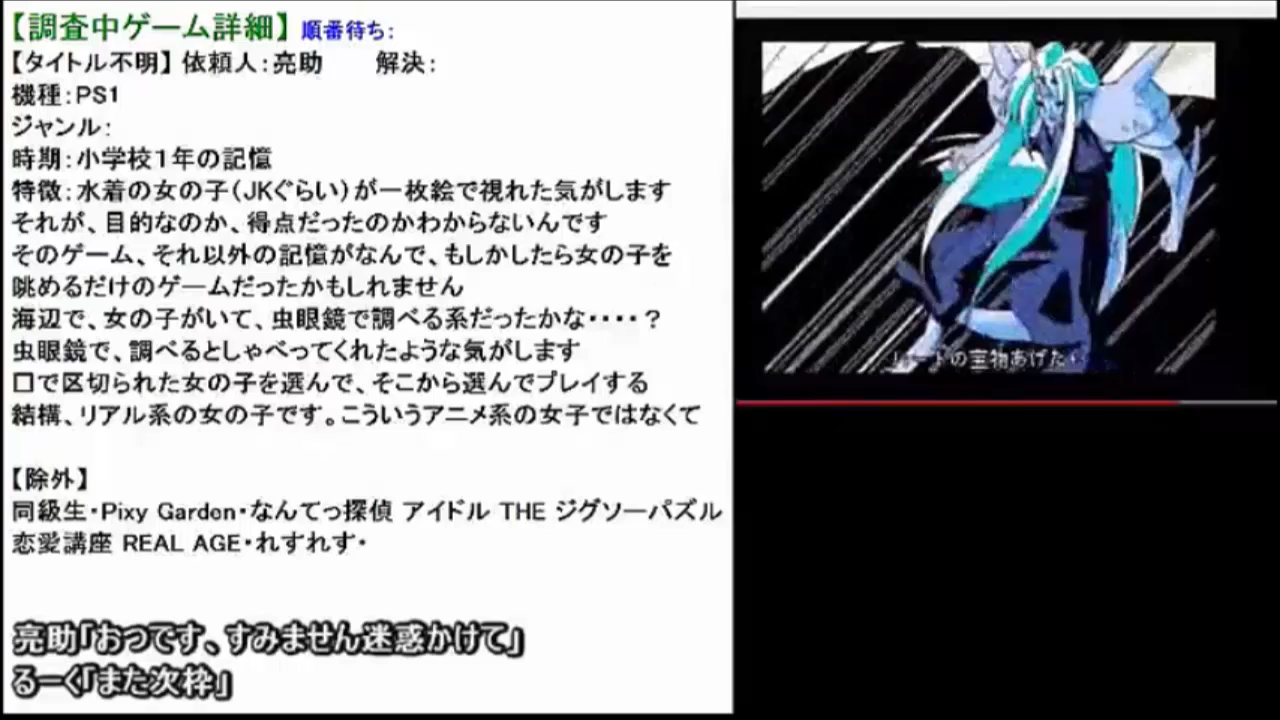 【調査中ゲーム詳細】 順番待ち:
【タイトル不明】 依頼人:亮助 解決:
機種:PS1
ジャンル:
時期:小学校1年の記憶
特徴:水着の女の子(JKぐらい)が一枚絵で視れた気がします
それが、目的なのか、得点だったのかわからないんです
そのゲーム、それ以外の記憶がなんで、もしかしたら女の子を
眺めるだけのゲームだったかもしれません
海辺で、女の子がいて、虫眼鏡で調べる系だったかな・・・・?
虫眼鏡で、調べるとしゃべってくれたような気がします
口で区切られた女の子を選んで、そこから選んでプレイする
結構、リアル系の女の子です。こういうアニメ系の女子ではなくて
【除外】
同級生・Pixy Garden・なんてっ探偵 アイドル THE ジグソーパズル
恋愛講座 REAL AGE・れすれす・
亮助「おつです、すみません迷惑かけて」
るーく「また次枠」
ートの宝物あげた